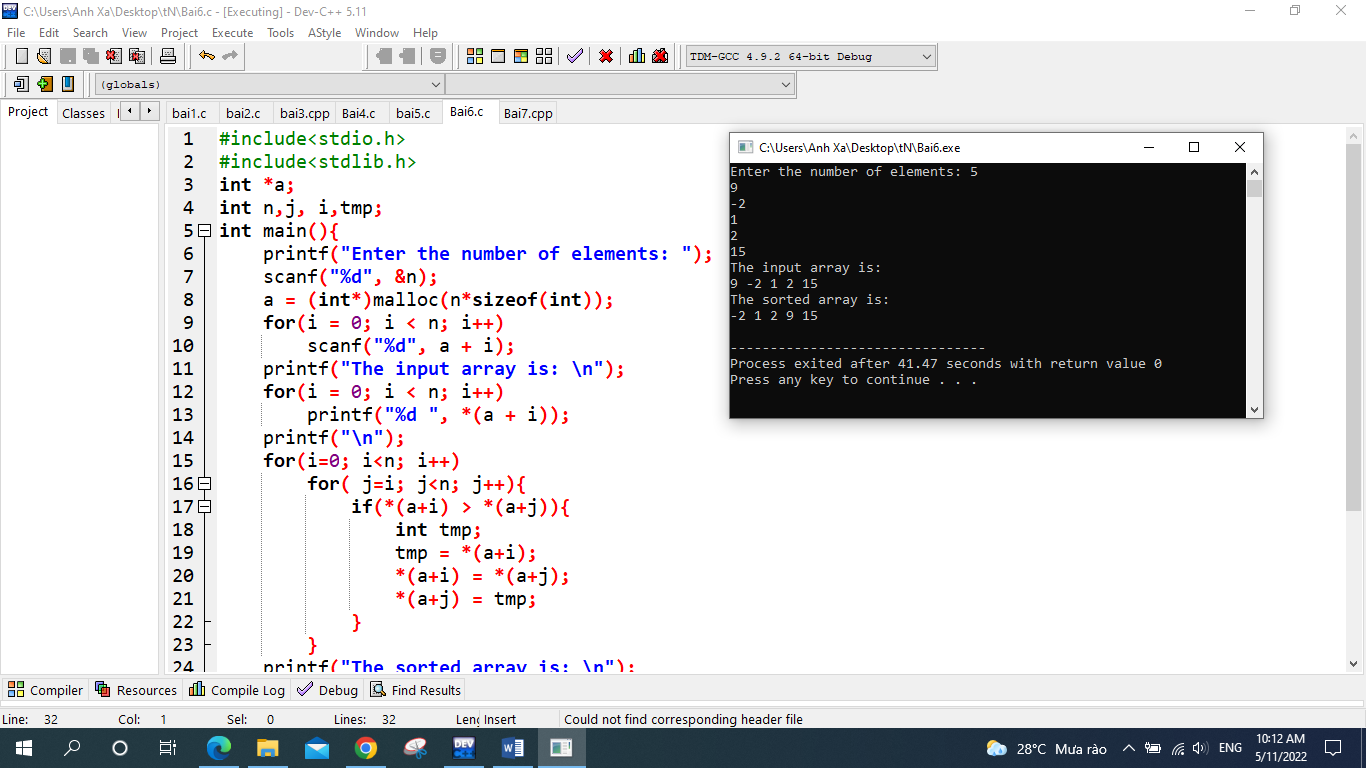 C:\Users\Anh Xa\Desktop\tN\Bai6.c - [Executing] - Dev-C++ 5.11
File Edit Search View Project Execute Tools AStyle Window Help
TDM-GCC 4.9.2 64-bit Debug
(globals)
Project Classes
bai1.c bai2.c bai3.cpp Bai4.c bai5.c Bai6.c Bai7.cpp
1 #include<stdio.h>
2 #include<stdlib.h>
3 int *a;
4 int n,j, i,tmp;
5 int main(){
6 printf("Enter the number of elements: ");
7 scanf("%d", &n);
8 a = (int*)malloc(n*sizeof(int));
9 for(i = 0; i < n; i++)
10 scanf("%d", a + i);
11 printf("The input array is: \n");
12 for(i = 0; i < n; i++)
13 printf("%d ", *(a + i));
14 printf("\n");
15 for(i=0; i<n; i++)
16 for( j=i; j<n; j++){
17 if(*(a+i) > *(a+j)){
18 int tmp;
19 tmp = *(a+i);
20 *(a+i) = *(a+j);
21 *(a+j) = tmp;
22 }
23 }
24 printf("The sorted array is: \n");
C:\Users\Anh Xa\Desktop\tN\Bai6.exe
Enter the number of elements: 5
9
-2
1
2
15
The input array is:
9 -2 1 2 15
The sorted array is:
-2 1 2 9 15
--------------------------------
Process exited after 41.47 seconds with return value 0
Press any key to continue . . .
Compiler Resources Compile Log Debug Find Results
Line: 32 Col: 1 Sel: 0 Lines: 32 Insert Could not find corresponding header file
DEV
28°C Mưa rào ENG
10:12 AM
5/11/2022